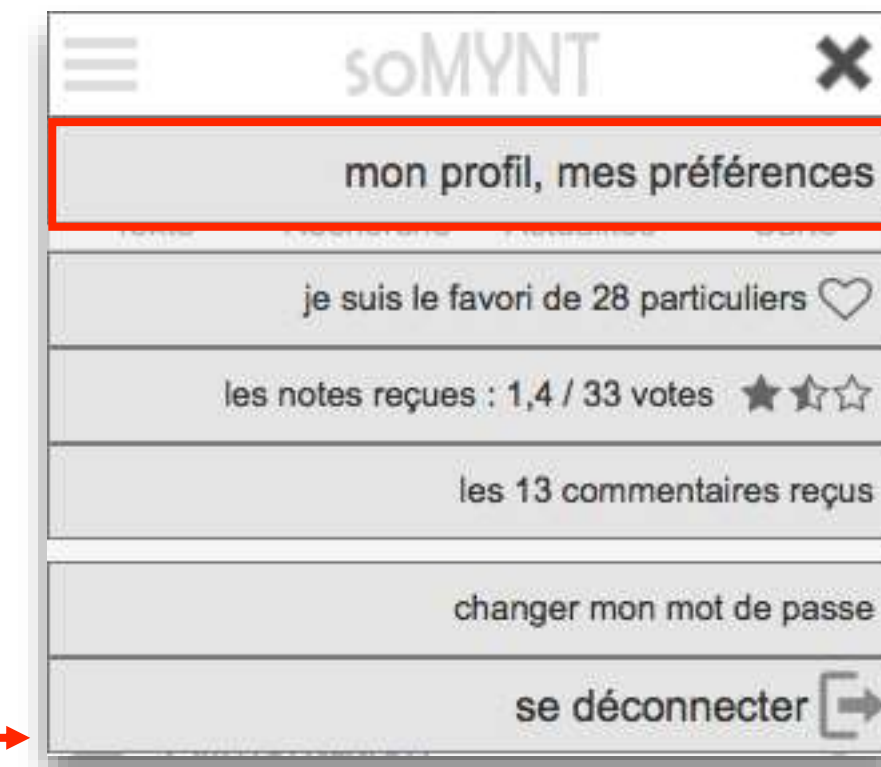 soMYNT
mon profil, mes préférences
je suis le favori de 28 particuliers
les notes reçues : 1,4 / 33 votes
les 13 commentaires reçus
changer mon mot de passe
se déconnecter